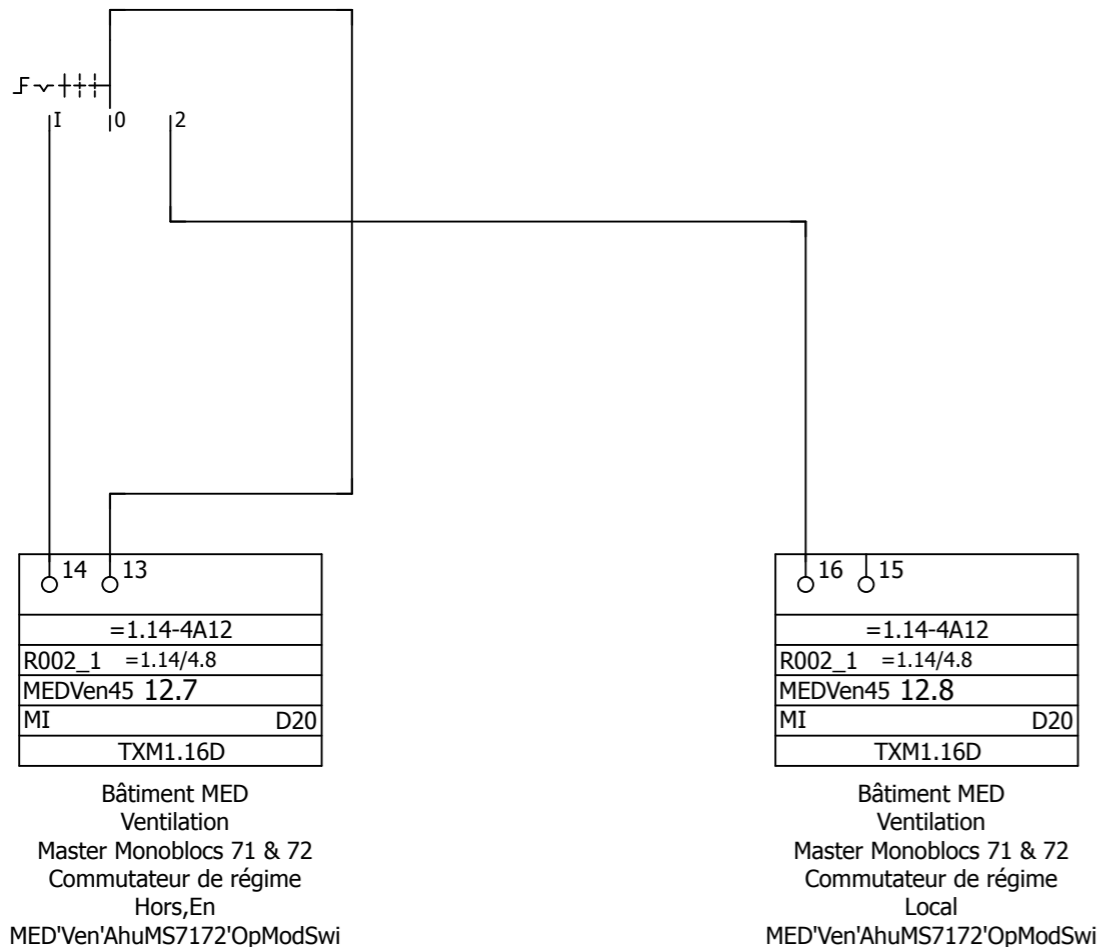 I 0 2
14 13
=1.14-4A12
R002_1 =1.14/4.8
MEDVen45 12.7
MI D20
TXM1.16D
Bâtiment MED
Ventilation
Master Monoblocs 71 & 72
Commutateur de régime
Hors,En
MED'Ven'AhuMS7172'OpModSwi
16 15
=1.14-4A12
R002_1 =1.14/4.8
MEDVen45 12.8
MI D20
TXM1.16D
Bâtiment MED
Ventilation
Master Monoblocs 71 & 72
Commutateur de régime
Local
MED'Ven'AhuMS7172'OpModSwi